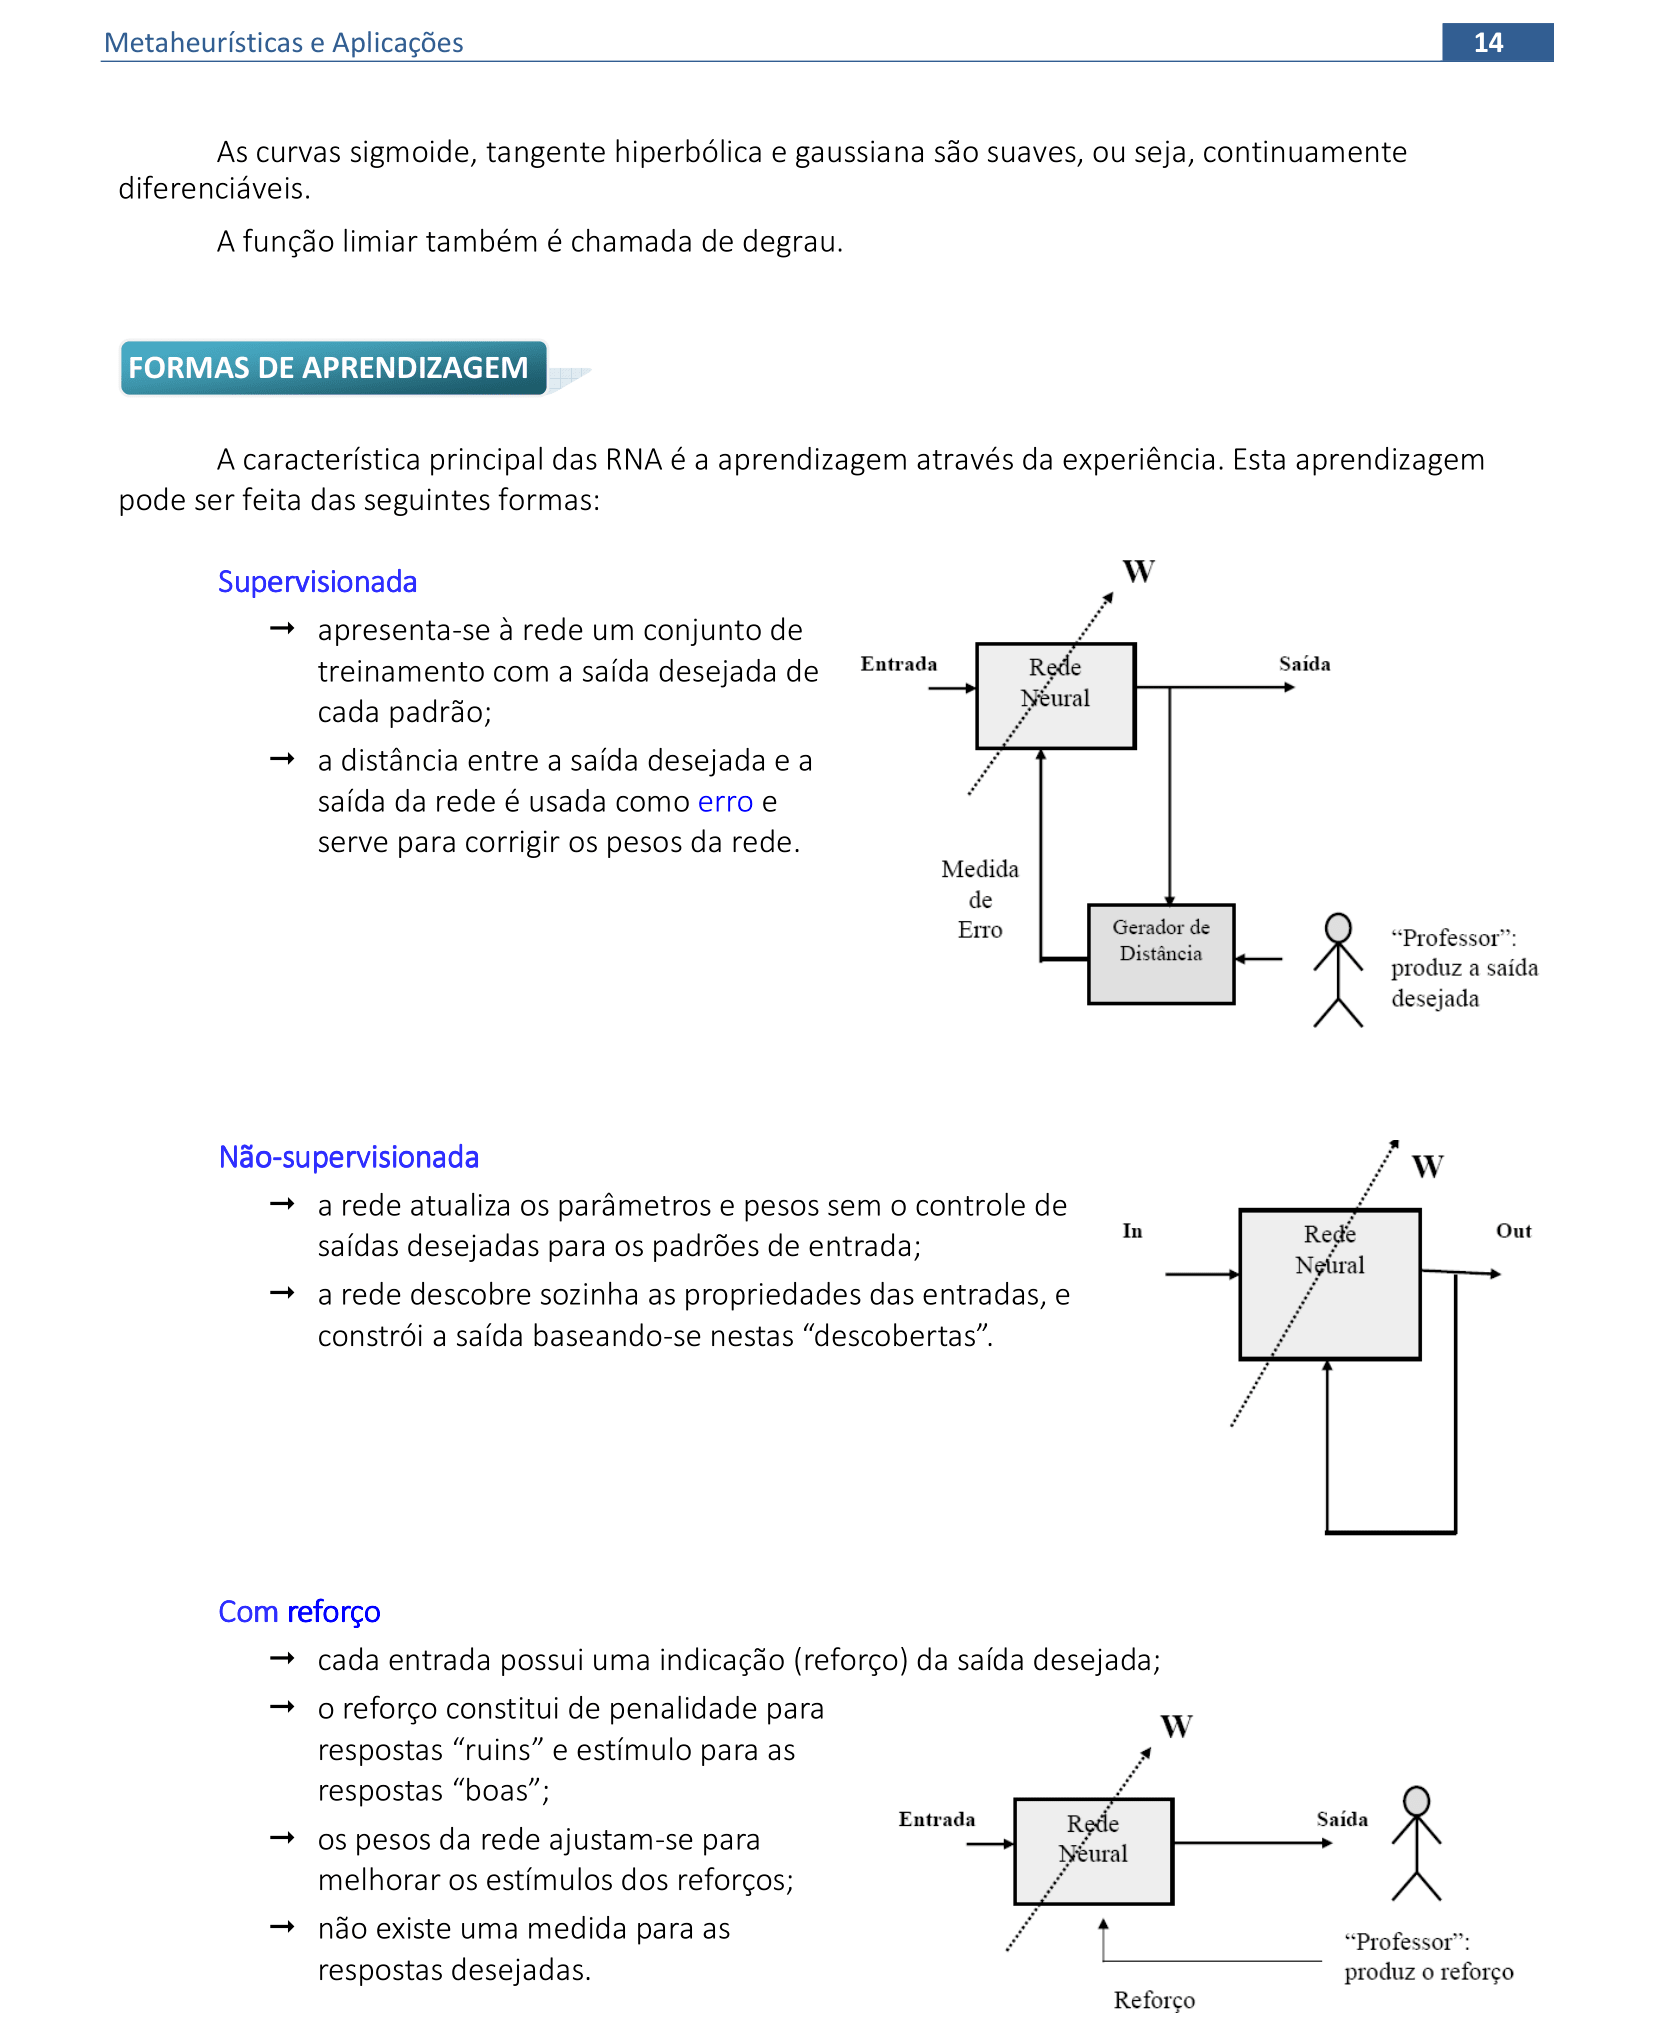 Metaheurísticas e Aplicações
14
As curvas sigmoide, tangente hiperbólica e gaussiana são suaves, ou seja, continuamente
diferenciáveis.
A função limiar também é chamada de degrau.
FORMAS DE APRENDIZAGEM
A característica principal das RNA é a aprendizagem através da experiência. Esta aprendizagem
pode ser feita das seguintes formas:
Supervisionada
➞ apresenta-se à rede um conjunto de
treinamento com a saída desejada de
cada padrão;
➞ a distância entre a saída desejada e a
saída da rede é usada como erro e
serve para corrigir os pesos da rede.
W
Entrada
Rede
Neural
Saída
Medida
de
Erro
Gerador de
Distância
“Professor”:
produz a saída
desejada
Não-supervisionada
➞ a rede atualiza os parâmetros e pesos sem o controle de
saídas desejadas para os padrões de entrada;
➞ a rede descobre sozinha as propriedades das entradas, e
constrói a saída baseando-se nestas “descobertas”.
W
In
Rede
Neural
Out
Com reforço
➞ cada entrada possui uma indicação (reforço) da saída desejada;
➞ o reforço constitui de penalidade para
respostas “ruins” e estímulo para as
respostas “boas”;
➞ os pesos da rede ajustam-se para
melhorar os estímulos dos reforços;
➞ não existe uma medida para as
respostas desejadas.
W
Entrada
Rede
Neural
Saída
“Professor”:
produz o reforço
Reforço